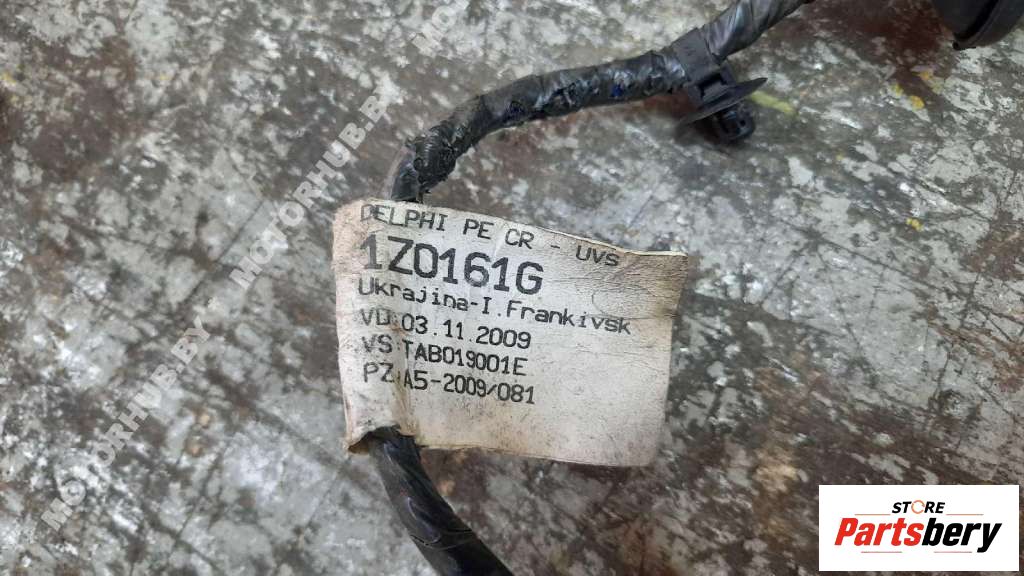 DELPHI PE CR - UVS
1Z0161G
Ukrajina-I.Frankivsk
VD:03.11.2009
VS:TAB019001E
PZ:A5-2009/081
MOTORHUB.BY
MOTORHUB.BY
STORE
Partsbery